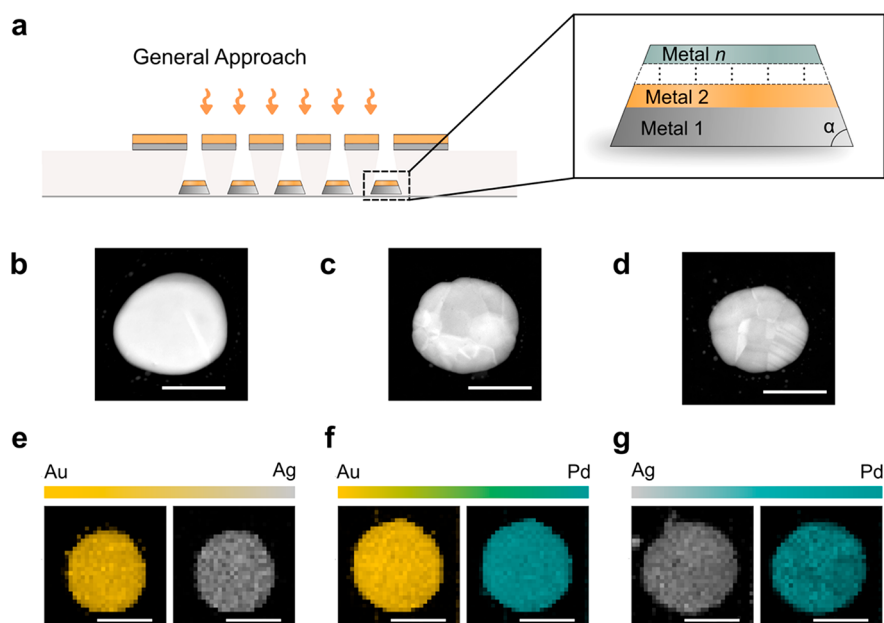 a
General Approach
Metal n
Metal 2
Metal 1
α
b
c
d
e
f
g
Au
Ag
Au
Pd
Ag
Pd